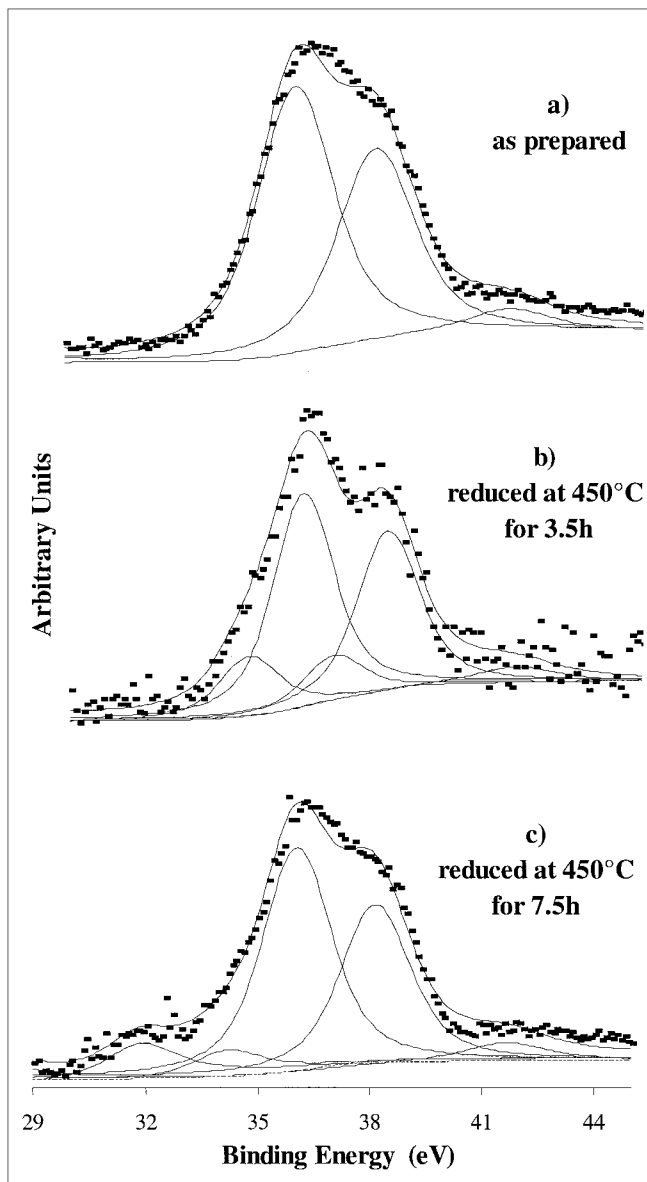 a)
as prepared
b)
reduced at 450°C
for 3.5h
Arbitrary Units
c)
reduced at 450°C
for 7.5h
29 32 35 38 41 44
Binding Energy (eV)